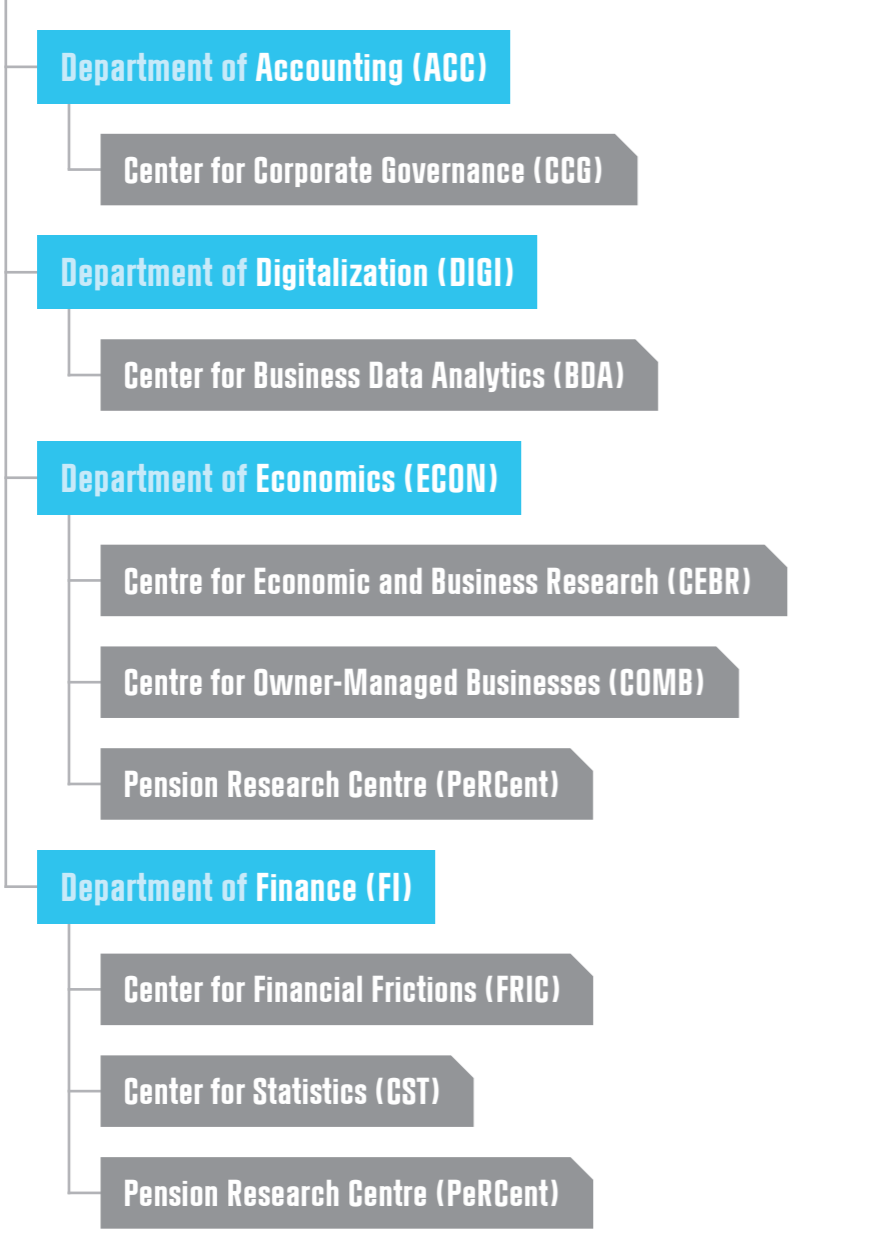 Department of Accounting (ACC)
Center for Corporate Governance (CCG)
Department of Digitalization (DIGI)
Center for Business Data Analytics (BDA)
Department of Economics (ECON)
Centre for Economic and Business Research (CEBR)
Centre for Owner-Managed Businesses (COMB)
Pension Research Centre (PeRCent)
Department of Finance (FI)
Center for Financial Frictions (FRIC)
Center for Statistics (CST)
Pension Research Centre (PeRCent)